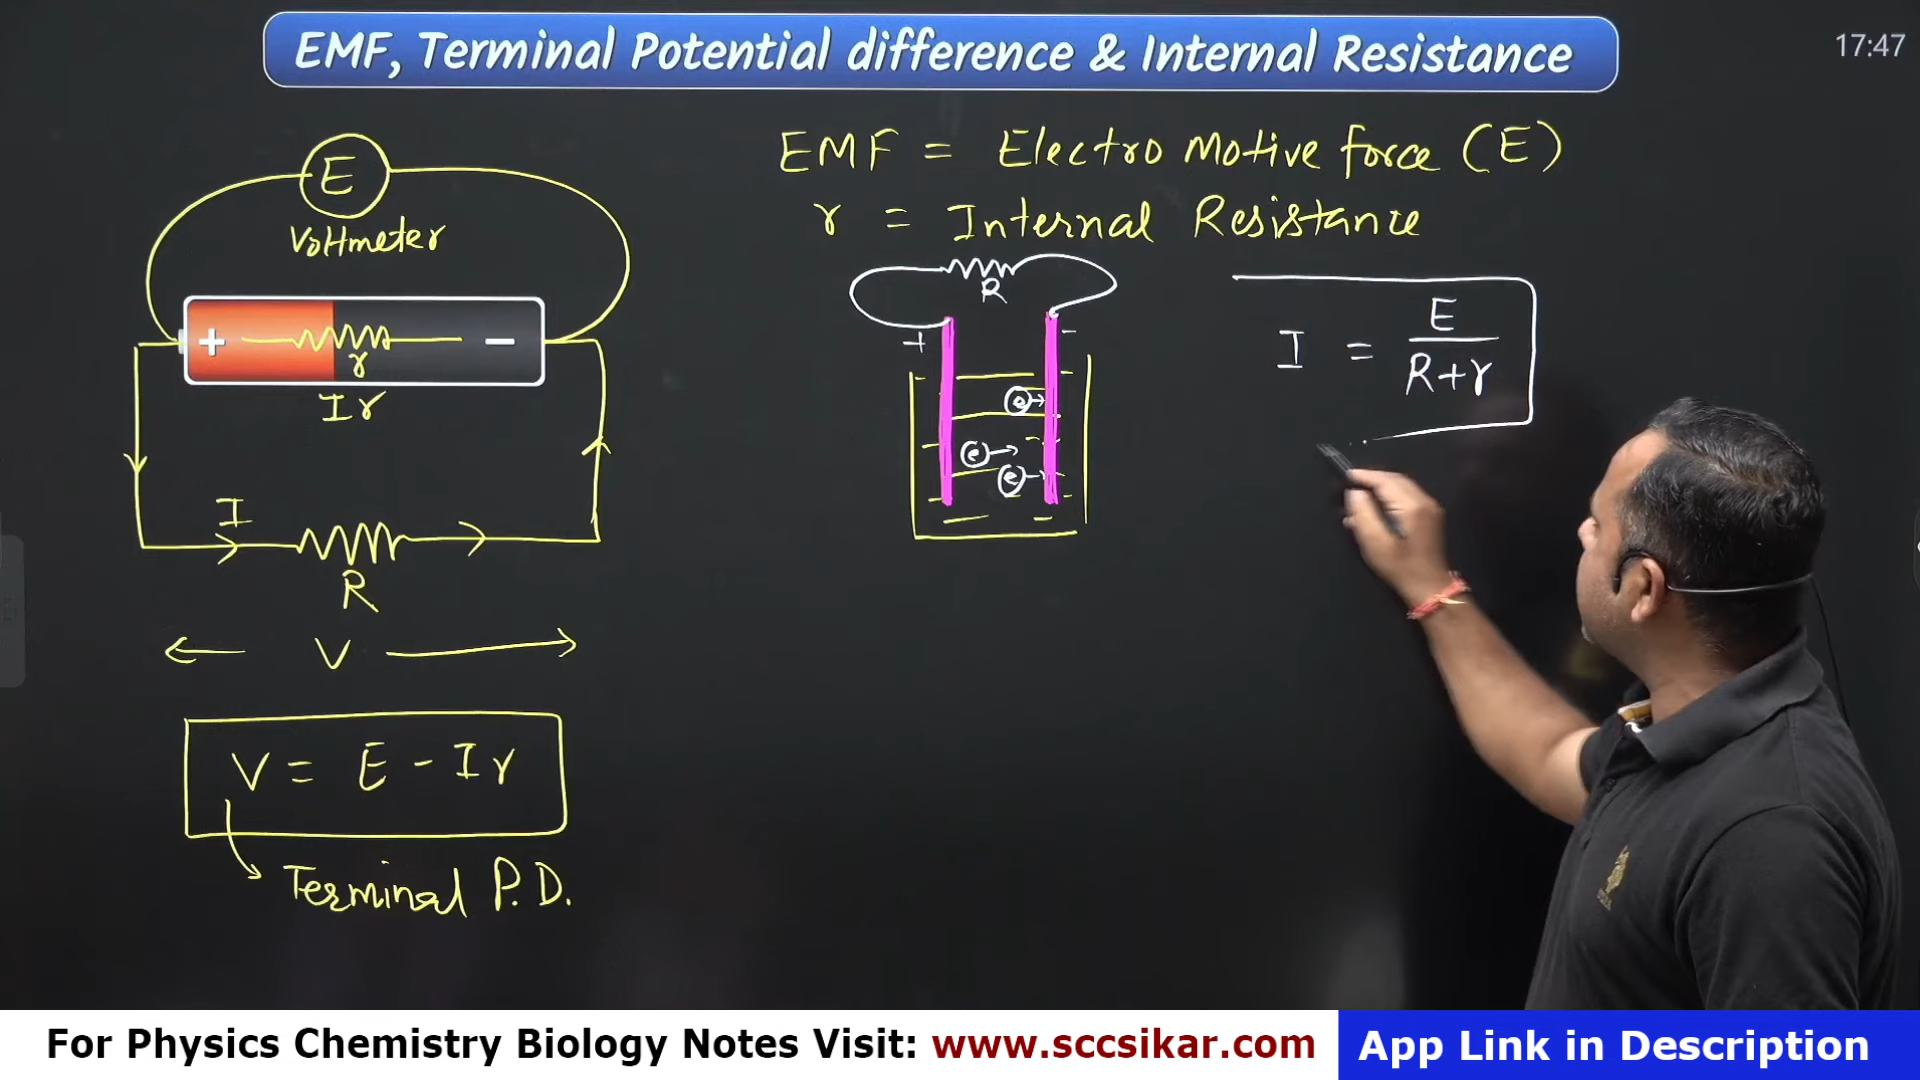 EMF, Terminal Potential difference & Internal Resistance
17:47
E
Voltmeter
+ r −
Ir
I
R
V
V = E - Ir
Terminal P.D.
EMF = Electro Motive force (E)
r = Internal Resistance
R
+ -
e
e
e
I = E / R+r
For Physics Chemistry Biology Notes Visit: www.sccsikar.com
App Link in Description